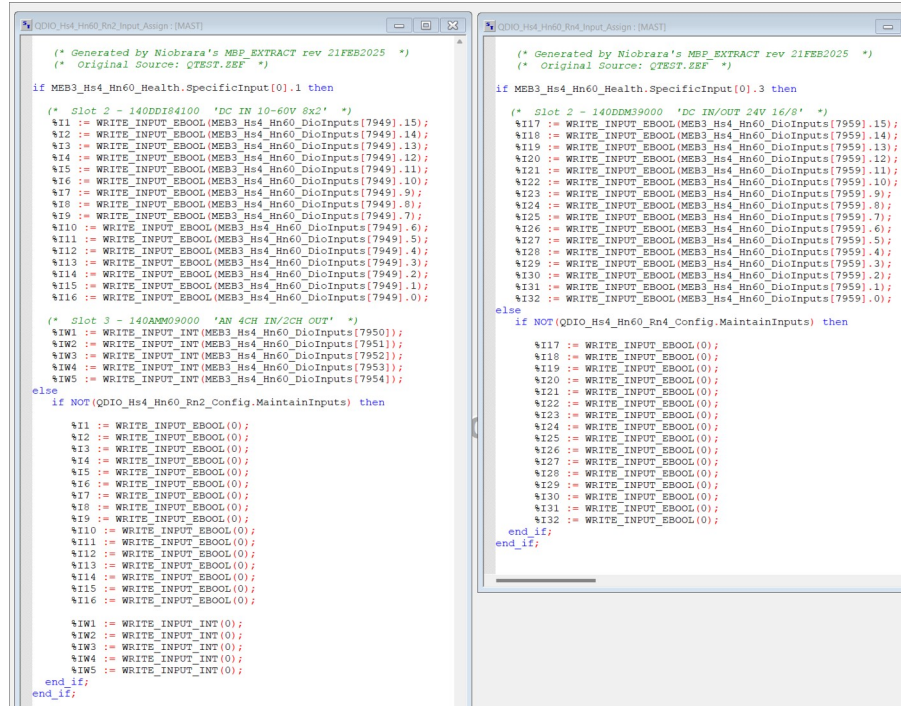 QDIO_Hs4_Hn60_Rn2_Input_Assign : [MAST]
(* Generated by Niobrara's MBP_EXTRACT rev 21FEB2025 *)
(* Original Source: QTEST.ZEF *)
if MEB3_Hs4_Hn60_Health.SpecificInput[0].1 then
(* Slot 2 - 140DDI84100 'DC IN 10-60V 8x2' *)
%I1 := WRITE_INPUT_EBOOL(MEB3_Hs4_Hn60_DioInputs[7949].15);
%I2 := WRITE_INPUT_EBOOL(MEB3_Hs4_Hn60_DioInputs[7949].14);
%I3 := WRITE_INPUT_EBOOL(MEB3_Hs4_Hn60_DioInputs[7949].13);
%I4 := WRITE_INPUT_EBOOL(MEB3_Hs4_Hn60_DioInputs[7949].12);
%I5 := WRITE_INPUT_EBOOL(MEB3_Hs4_Hn60_DioInputs[7949].11);
%I6 := WRITE_INPUT_EBOOL(MEB3_Hs4_Hn60_DioInputs[7949].10);
%I7 := WRITE_INPUT_EBOOL(MEB3_Hs4_Hn60_DioInputs[7949].9);
%I8 := WRITE_INPUT_EBOOL(MEB3_Hs4_Hn60_DioInputs[7949].8);
%I9 := WRITE_INPUT_EBOOL(MEB3_Hs4_Hn60_DioInputs[7949].7);
%I10 := WRITE_INPUT_EBOOL(MEB3_Hs4_Hn60_DioInputs[7949].6);
%I11 := WRITE_INPUT_EBOOL(MEB3_Hs4_Hn60_DioInputs[7949].5);
%I12 := WRITE_INPUT_EBOOL(MEB3_Hs4_Hn60_DioInputs[7949].4);
%I13 := WRITE_INPUT_EBOOL(MEB3_Hs4_Hn60_DioInputs[7949].3);
%I14 := WRITE_INPUT_EBOOL(MEB3_Hs4_Hn60_DioInputs[7949].2);
%I15 := WRITE_INPUT_EBOOL(MEB3_Hs4_Hn60_DioInputs[7949].1);
%I16 := WRITE_INPUT_EBOOL(MEB3_Hs4_Hn60_DioInputs[7949].0);
(* Slot 3 - 140AMM09000 'AN 4CH IN/2CH OUT' *)
%IW1 := WRITE_INPUT_INT(MEB3_Hs4_Hn60_DioInputs[7950]);
%IW2 := WRITE_INPUT_INT(MEB3_Hs4_Hn60_DioInputs[7951]);
%IW3 := WRITE_INPUT_INT(MEB3_Hs4_Hn60_DioInputs[7952]);
%IW4 := WRITE_INPUT_INT(MEB3_Hs4_Hn60_DioInputs[7953]);
%IW5 := WRITE_INPUT_INT(MEB3_Hs4_Hn60_DioInputs[7954]);
else
if NOT(QDIO_Hs4_Hn60_Rn2_Config.MaintainInputs) then
%I1 := WRITE_INPUT_EBOOL(0);
%I2 := WRITE_INPUT_EBOOL(0);
%I3 := WRITE_INPUT_EBOOL(0);
%I4 := WRITE_INPUT_EBOOL(0);
%I5 := WRITE_INPUT_EBOOL(0);
%I6 := WRITE_INPUT_EBOOL(0);
%I7 := WRITE_INPUT_EBOOL(0);
%I8 := WRITE_INPUT_EBOOL(0);
%I9 := WRITE_INPUT_EBOOL(0);
%I10 := WRITE_INPUT_EBOOL(0);
%I11 := WRITE_INPUT_EBOOL(0);
%I12 := WRITE_INPUT_EBOOL(0);
%I13 := WRITE_INPUT_EBOOL(0);
%I14 := WRITE_INPUT_EBOOL(0);
%I15 := WRITE_INPUT_EBOOL(0);
%I16 := WRITE_INPUT_EBOOL(0);
%IW1 := WRITE_INPUT_INT(0);
%IW2 := WRITE_INPUT_INT(0);
%IW3 := WRITE_INPUT_INT(0);
%IW4 := WRITE_INPUT_INT(0);
%IW5 := WRITE_INPUT_INT(0);
end_if;
end_if;
QDIO_Hs4_Hn60_Rn4_Input_Assign : [MAST]
(* Generated by Niobrara's MBP_EXTRACT rev 21FEB2025 *)
(* Original Source: QTEST.ZEF *)
if MEB3_Hs4_Hn60_Health.SpecificInput[0].3 then
(* Slot 2 - 140DDM39000 'DC IN/OUT 24V 16/8' *)
%I17 := WRITE_INPUT_EBOOL(MEB3_Hs4_Hn60_DioInputs[7959].15);
%I18 := WRITE_INPUT_EBOOL(MEB3_Hs4_Hn60_DioInputs[7959].14);
%I19 := WRITE_INPUT_EBOOL(MEB3_Hs4_Hn60_DioInputs[7959].13);
%I20 := WRITE_INPUT_EBOOL(MEB3_Hs4_Hn60_DioInputs[7959].12);
%I21 := WRITE_INPUT_EBOOL(MEB3_Hs4_Hn60_DioInputs[7959].11);
%I22 := WRITE_INPUT_EBOOL(MEB3_Hs4_Hn60_DioInputs[7959].10);
%I23 := WRITE_INPUT_EBOOL(MEB3_Hs4_Hn60_DioInputs[7959].9);
%I24 := WRITE_INPUT_EBOOL(MEB3_Hs4_Hn60_DioInputs[7959].8);
%I25 := WRITE_INPUT_EBOOL(MEB3_Hs4_Hn60_DioInputs[7959].7);
%I26 := WRITE_INPUT_EBOOL(MEB3_Hs4_Hn60_DioInputs[7959].6);
%I27 := WRITE_INPUT_EBOOL(MEB3_Hs4_Hn60_DioInputs[7959].5);
%I28 := WRITE_INPUT_EBOOL(MEB3_Hs4_Hn60_DioInputs[7959].4);
%I29 := WRITE_INPUT_EBOOL(MEB3_Hs4_Hn60_DioInputs[7959].3);
%I30 := WRITE_INPUT_EBOOL(MEB3_Hs4_Hn60_DioInputs[7959].2);
%I31 := WRITE_INPUT_EBOOL(MEB3_Hs4_Hn60_DioInputs[7959].1);
%I32 := WRITE_INPUT_EBOOL(MEB3_Hs4_Hn60_DioInputs[7959].0);
else
if NOT(QDIO_Hs4_Hn60_Rn4_Config.MaintainInputs) then
%I17 := WRITE_INPUT_EBOOL(0);
%I18 := WRITE_INPUT_EBOOL(0);
%I19 := WRITE_INPUT_EBOOL(0);
%I20 := WRITE_INPUT_EBOOL(0);
%I21 := WRITE_INPUT_EBOOL(0);
%I22 := WRITE_INPUT_EBOOL(0);
%I23 := WRITE_INPUT_EBOOL(0);
%I24 := WRITE_INPUT_EBOOL(0);
%I25 := WRITE_INPUT_EBOOL(0);
%I26 := WRITE_INPUT_EBOOL(0);
%I27 := WRITE_INPUT_EBOOL(0);
%I28 := WRITE_INPUT_EBOOL(0);
%I29 := WRITE_INPUT_EBOOL(0);
%I30 := WRITE_INPUT_EBOOL(0);
%I31 := WRITE_INPUT_EBOOL(0);
%I32 := WRITE_INPUT_EBOOL(0);
end_if;
end_if;